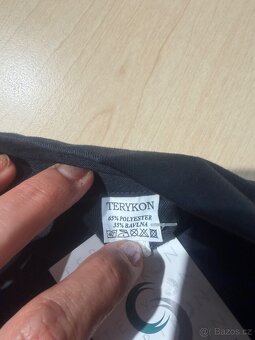 TERYKON
65% POLYESTER
35% BAVLNA
Bazos.cz